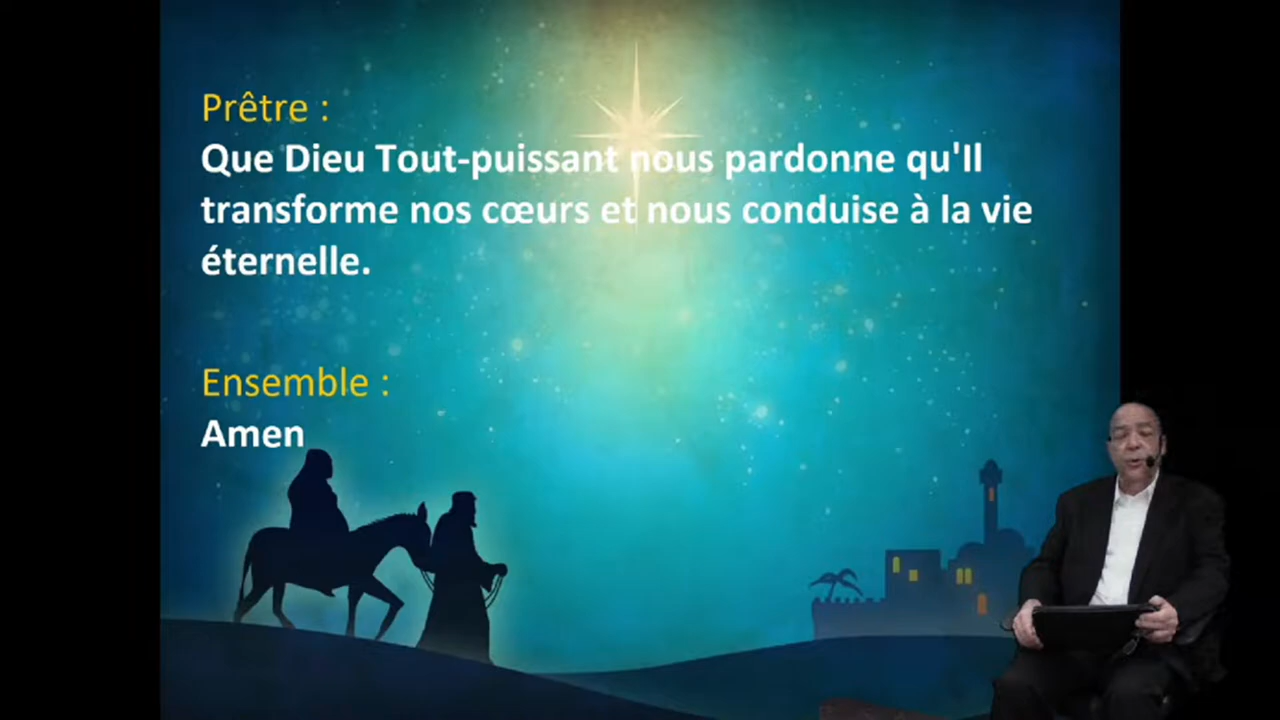 Prêtre :
Que Dieu Tout-puissant nous pardonne qu'Il
transforme nos cœurs et nous conduise à la vie
éternelle.
Ensemble :
Amen